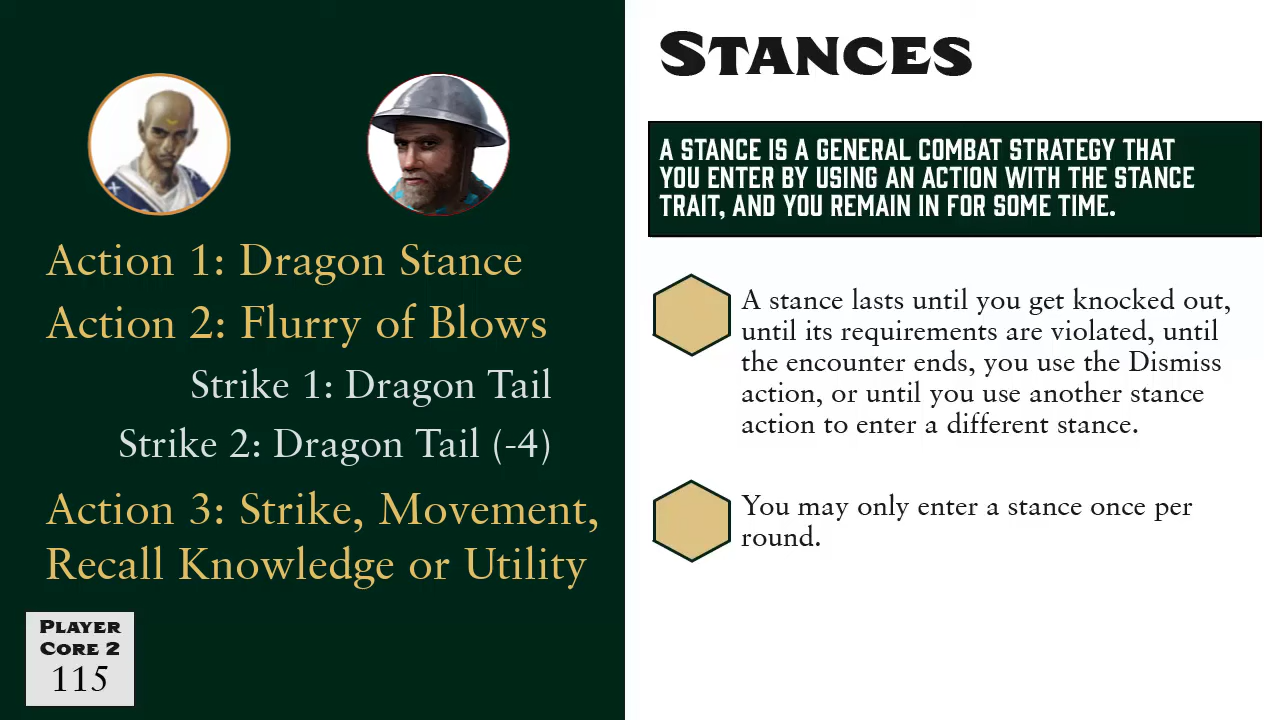 Action 1: Dragon Stance
Action 2: Flurry of Blows
Strike 1: Dragon Tail
Strike 2: Dragon Tail (-4)
Action 3: Strike, Movement,
Recall Knowledge or Utility
Player
Core 2
115
Stances
A STANCE IS A GENERAL COMBAT STRATEGY THAT
YOU ENTER BY USING AN ACTION WITH THE STANCE
TRAIT, AND YOU REMAIN IN FOR SOME TIME.
A stance lasts until you get knocked out,
until its requirements are violated, until
the encounter ends, you use the Dismiss
action, or until you use another stance
action to enter a different stance.
You may only enter a stance once per
round.